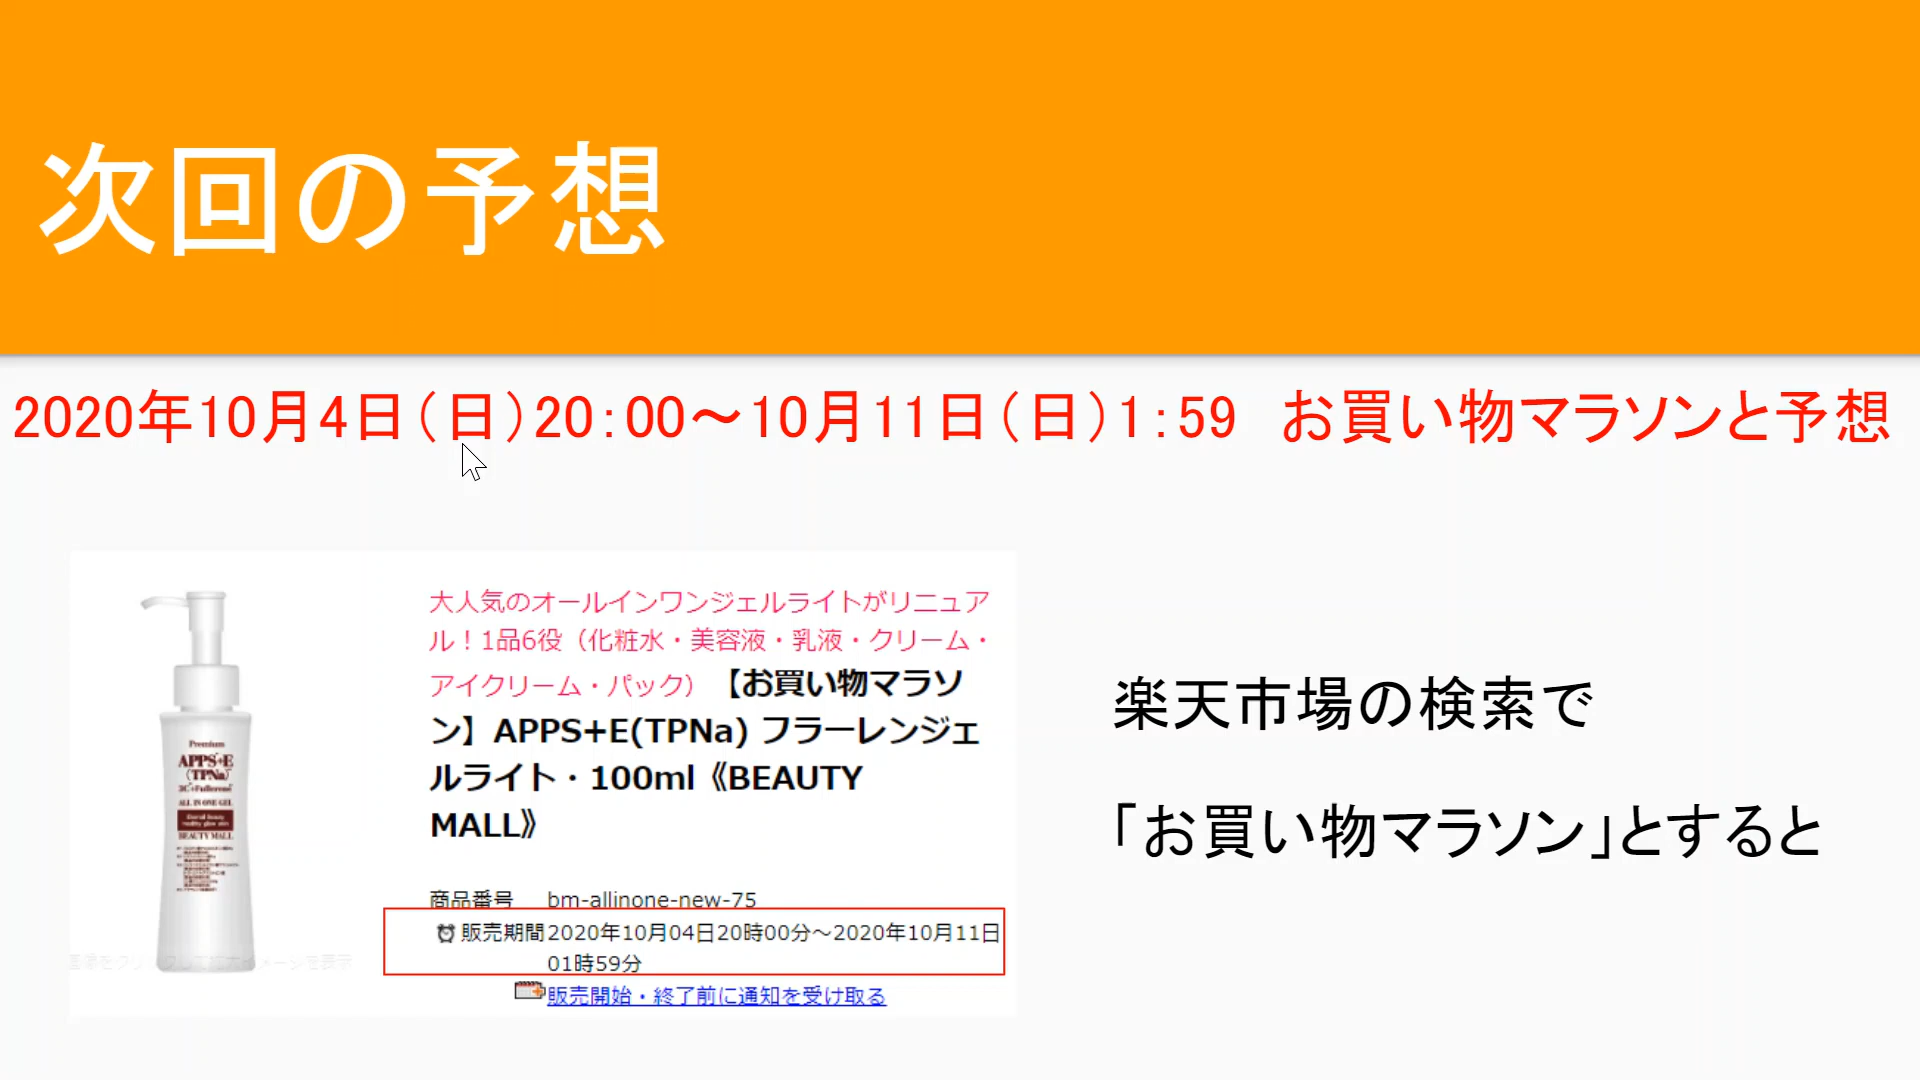 次回の予想
2020年10月4日(日)20:00～10月11日(日)1:59　お買い物マラソンと予想
大人気のオールインワンジェルライトがリニュア
ル！1品6役（化粧水・美容液・乳液・クリーム・
アイクリーム・パック）【お買い物マラソ
ン】APPS+E(TPNa) フラーレンジェ
ルライト・100ml《BEAUTY
MALL》
商品番号 bm-allinone-new-75
販売期間 2020年10月04日20時00分～2020年10月11日
01時59分
販売開始・終了前に通知を受け取る
Premium
APPS+E
(TPNa)
ALL IN ONE GEL
BEAUTY MALL
楽天市場の検索で
「お買い物マラソン」とすると